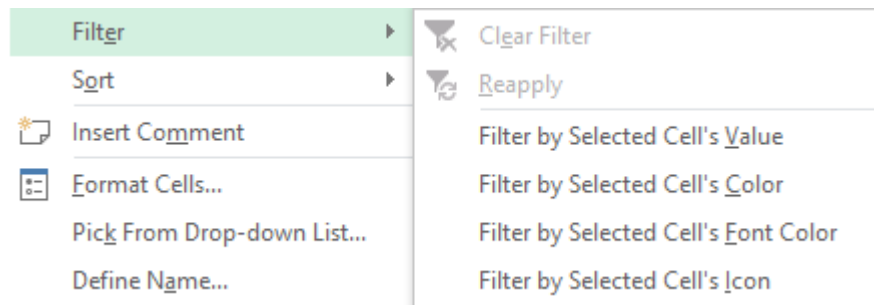 Filter
Sort
Insert Comment
Format Cells...
Pick From Drop-down List...
Define Name...
Clear Filter
Reapply
Filter by Selected Cell's Value
Filter by Selected Cell's Color
Filter by Selected Cell's Font Color
Filter by Selected Cell's Icon